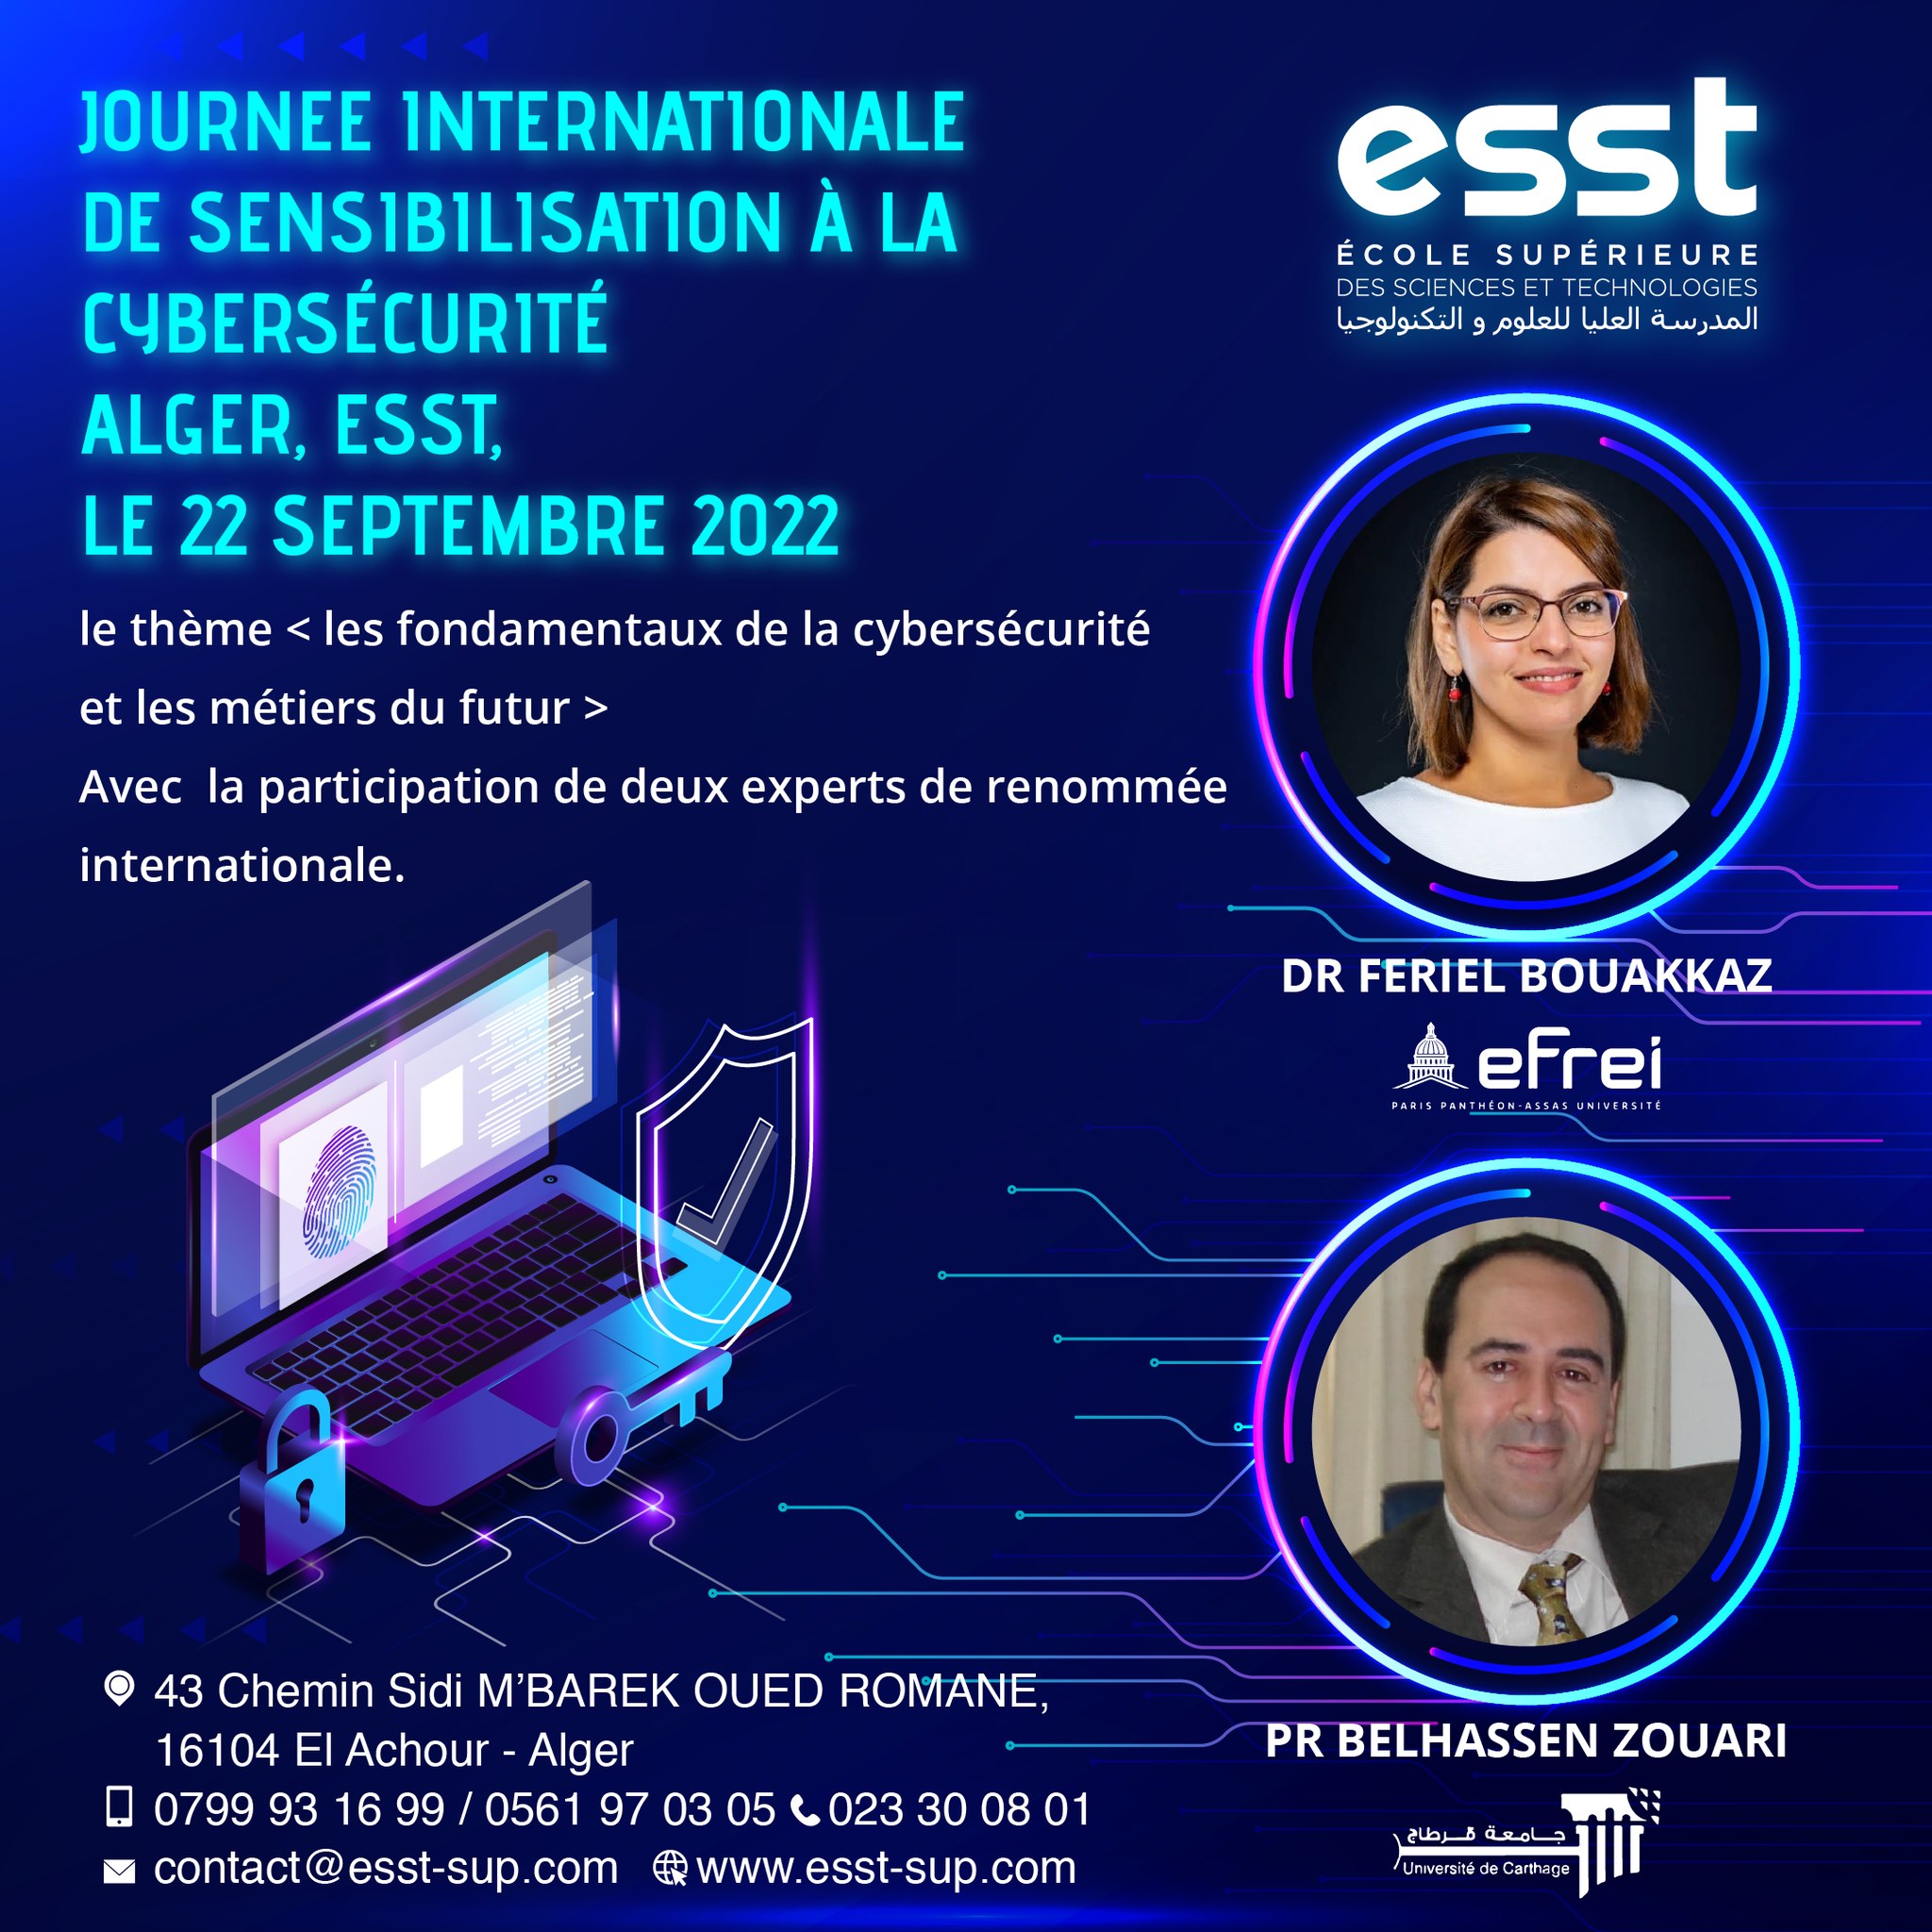 JOURNEE INTERNATIONALE
DE SENSIBILISATION À LA
CYBERSÉCURITÉ
ALGER, ESST,
LE 22 SEPTEMBRE 2022
le thème < les fondamentaux de la cybersécurité
et les métiers du futur >
Avec la participation de deux experts de renommée
internationale.
esst
ÉCOLE SUPÉRIEURE
DES SCIENCES ET TECHNOLOGIES
المدرسة العليا للعلوم و التكنولوجيا
DR FERIEL BOUAKKAZ
efrei
PARIS PANTHÉON-ASSAS UNIVERSITÉ
PR BELHASSEN ZOUARI
جامعة قرطاج
Université de Carthage
43 Chemin Sidi M'BAREK OUED ROMANE,
16104 El Achour - Alger
0799 93 16 99 / 0561 97 03 05 023 30 08 01
contact@esst-sup.com www.esst-sup.com